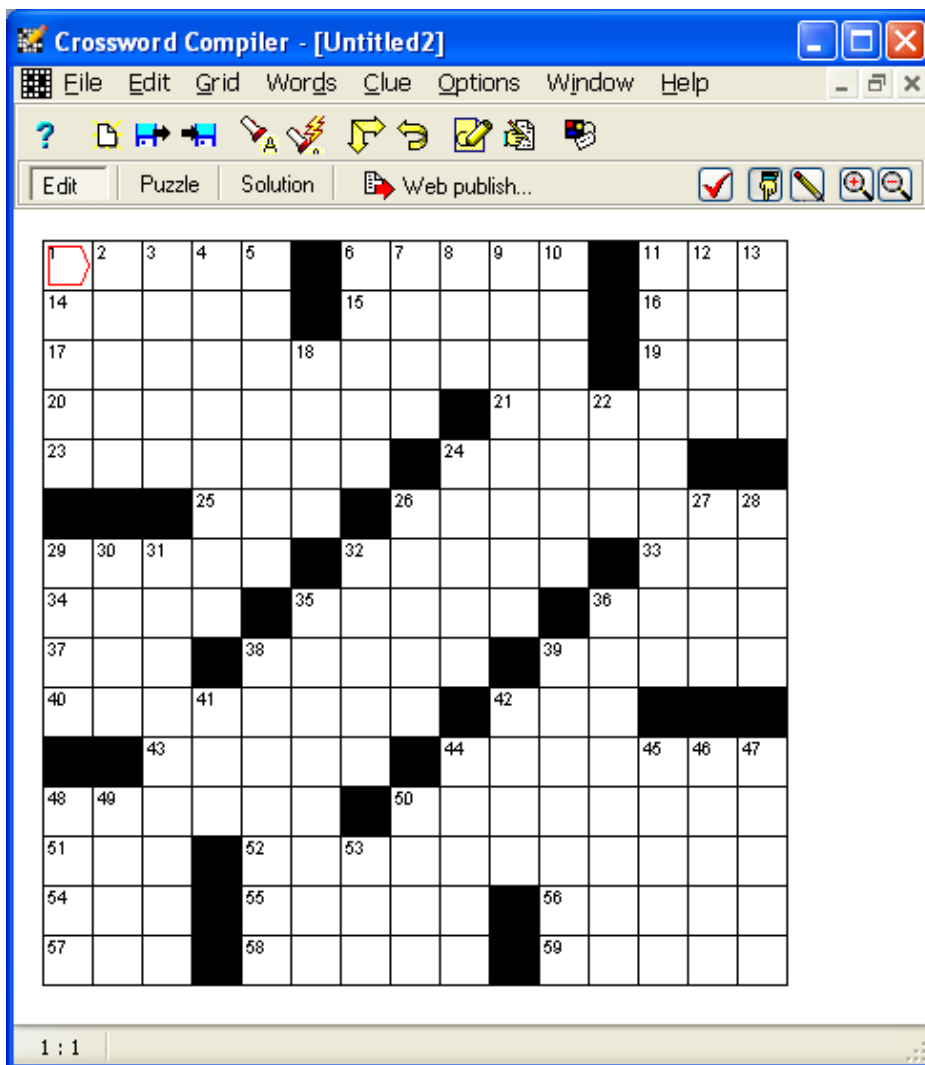 Crossword Compiler - [Untitled2]
File Edit Grid Words Clue Options Window Help
? A
Edit Puzzle Solution Web publish...
1 2 3 4 5 6 7 8 9 10 11 12 13
14 15 16
17 18 19
20 21 22
23 24
25 26 27 28
29 30 31 32 33
34 35 36
37 38 39
40 41 42
43 44 45 46 47
48 49 50
51 52 53
54 55 56
57 58 59
1 : 1